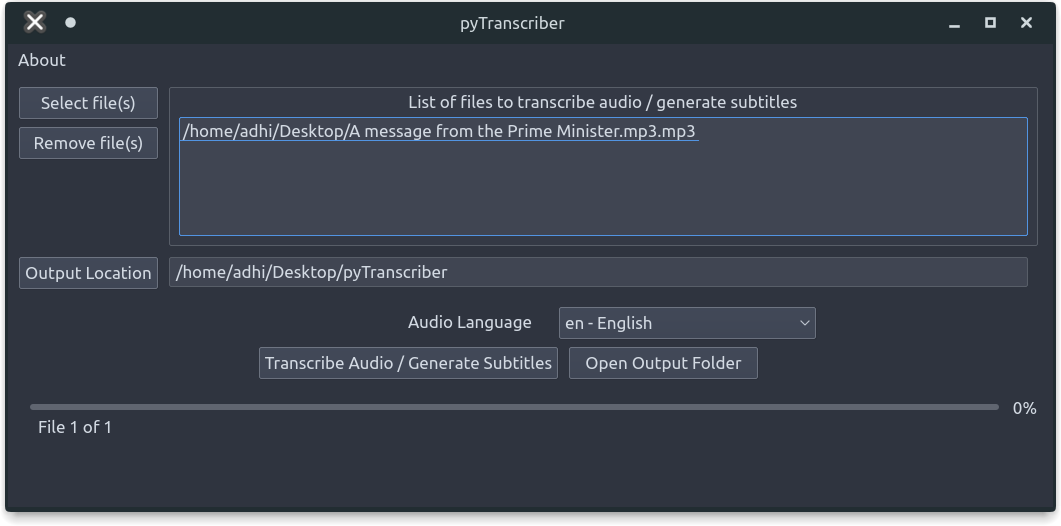 pyTranscriber
About
Select file(s)
Remove file(s)
List of files to transcribe audio / generate subtitles
/home/adhi/Desktop/A message from the Prime Minister.mp3.mp3
Output Location
/home/adhi/Desktop/pyTranscriber
Audio Language
en - English
Transcribe Audio / Generate Subtitles
Open Output Folder
0%
File 1 of 1